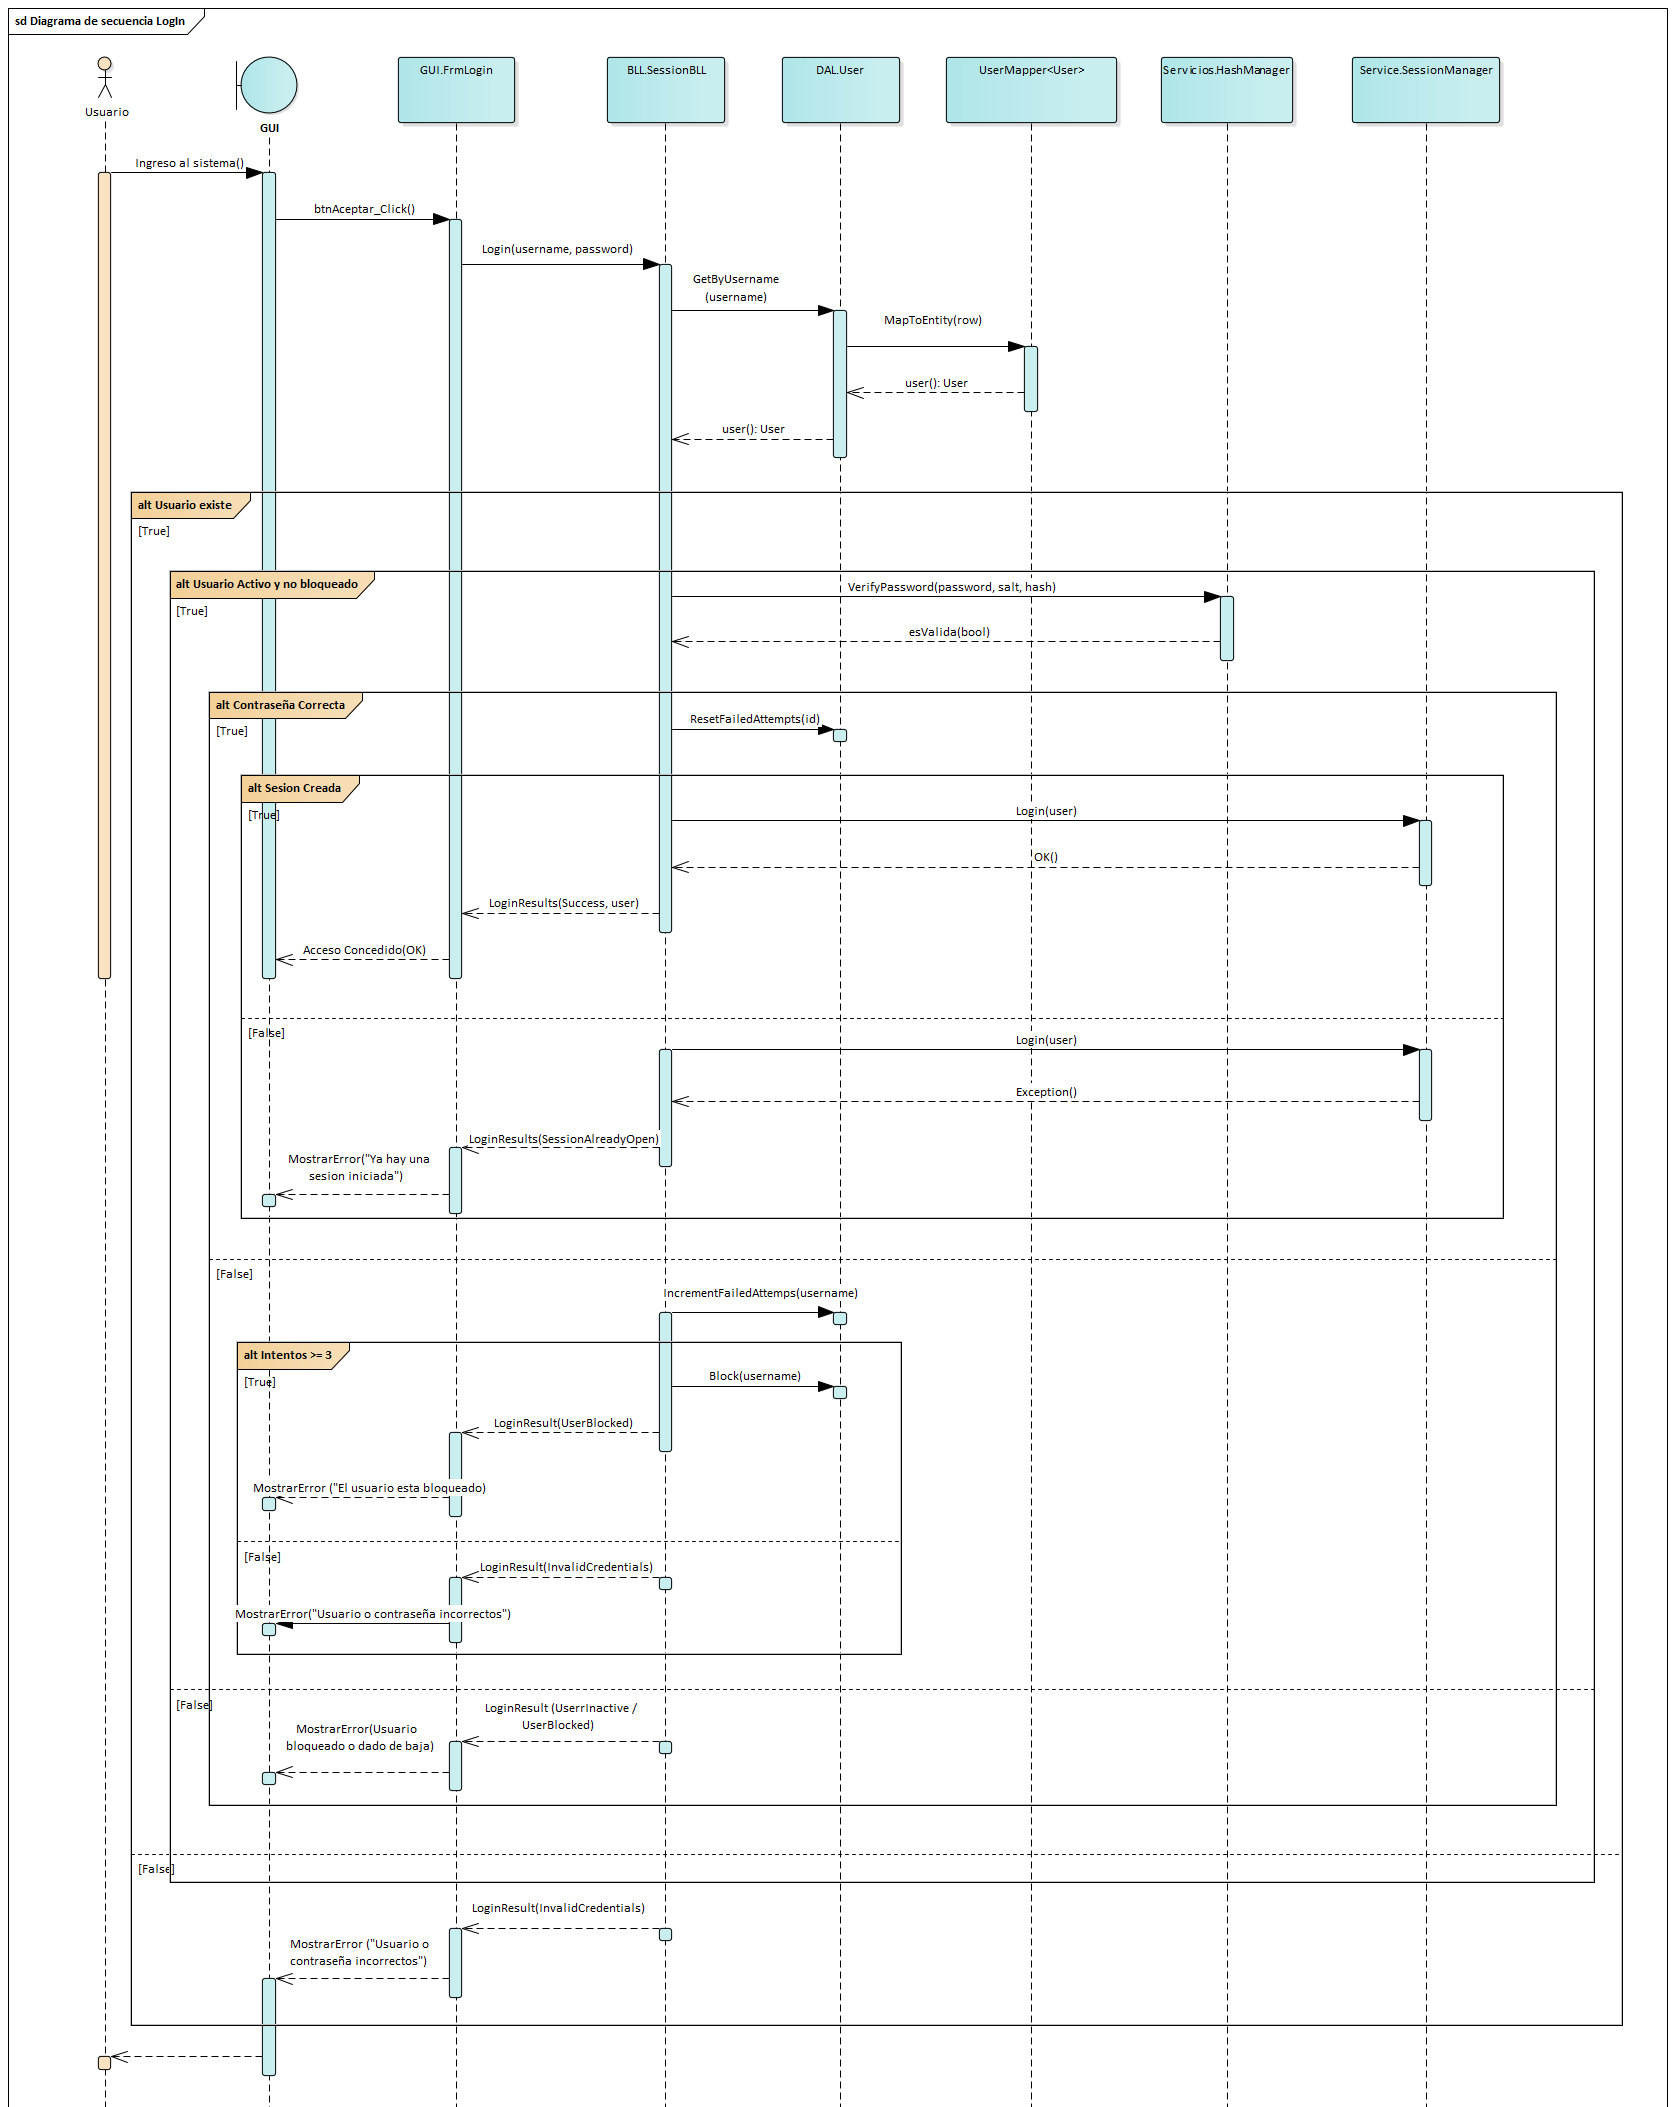 sd Diagrama de secuencia LogIn
Usuario
GUI
GUI.FrmLogin
BLL.SessionBLL
DAL.User
UserMapper<User>
Servicios.HashManager
Service.SessionManager
Ingreso al sistema()
btnAceptar_Click()
Login(username, password)
GetByUsername
(username)
MapToEntity(row)
user(): User
user(): User
alt Usuario existe
[True]
alt Usuario Activo y no bloqueado
[True]
VerifyPassword(password, salt, hash)
esValida(bool)
alt Contraseña Correcta
[True]
ResetFailedAttempts(id)
alt Sesion Creada
[True]
Login(user)
OK()
LoginResults(Success, user)
Acceso Concedido(OK)
[False]
Login(user)
Exception()
LoginResults(SessionAlreadyOpen)
MostrarError("Ya hay una
sesion iniciada")
[False]
IncrementFailedAttemps(username)
alt Intentos >= 3
[True]
Block(username)
LoginResult(UserBlocked)
MostrarError ("El usuario esta bloqueado)
[False]
LoginResult(InvalidCredentials)
MostrarError("Usuario o contraseña incorrectos")
[False]
LoginResult (UserrInactive /
UserBlocked)
MostrarError(Usuario
bloqueado o dado de baja)
[False]
LoginResult(InvalidCredentials)
MostrarError ("Usuario o
contraseña incorrectos")